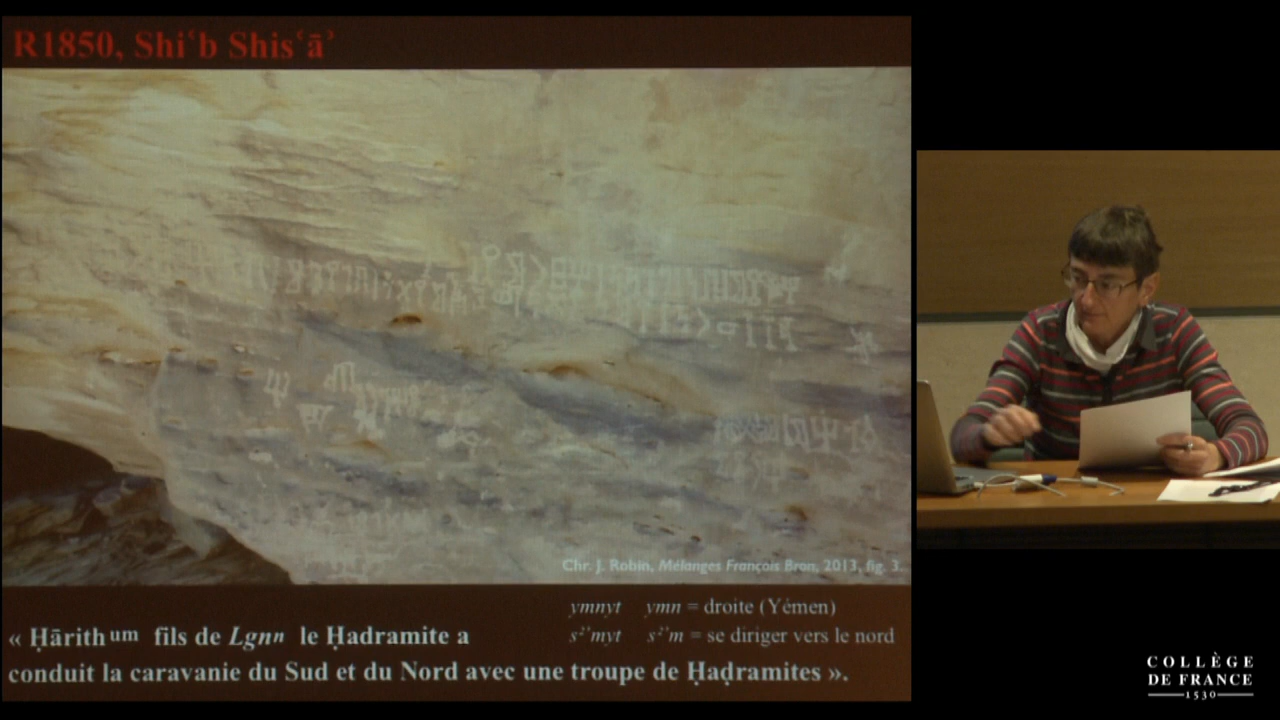 R1850, Shiʿb Shisʿāʾ
Chr. J. Robin, Mélanges François Bron, 2013, fig. 3.
ymnyt ymn = droite (Yémen)
s²ʾmyt s²ʾm = se diriger vers le nord
« Ḥārithum fils de Lgnn le Ḥadramite a
conduit la caravanie du Sud et du Nord avec une troupe de Ḥaḍramites ».
COLLÈGE
DE FRANCE
1530